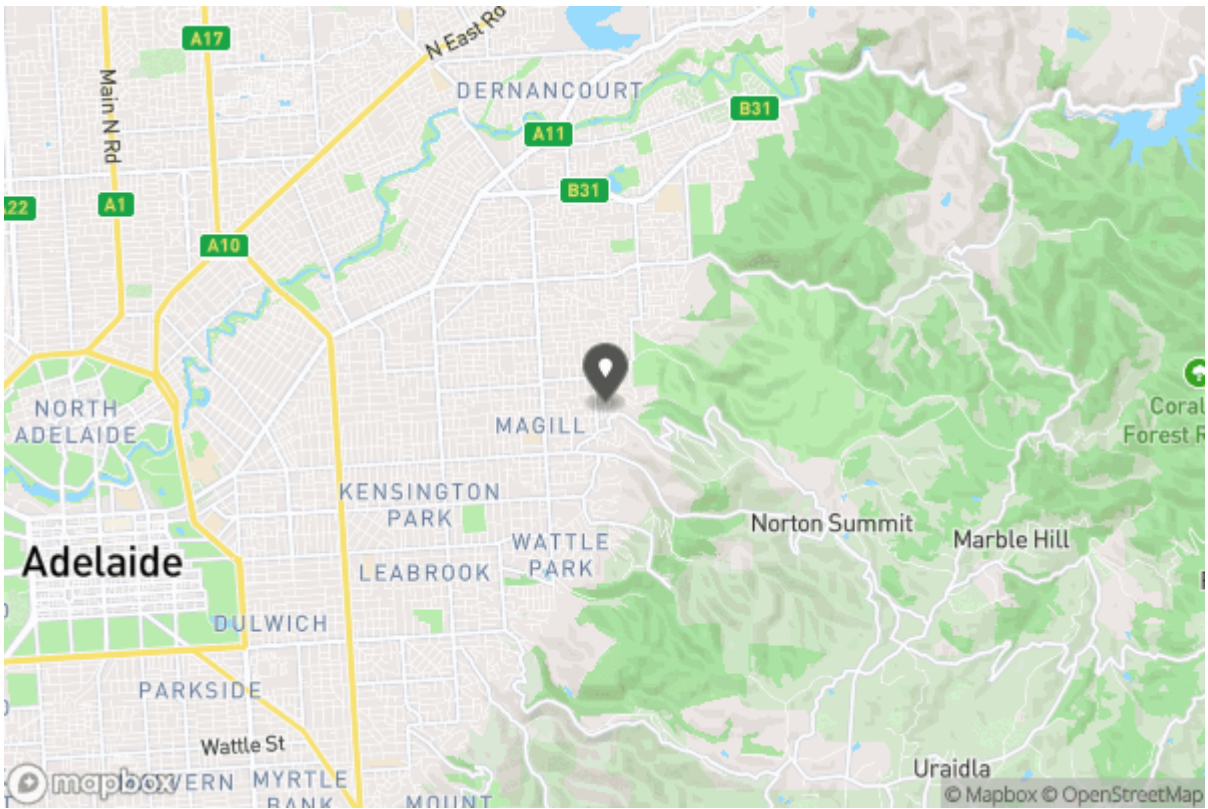 A17
N East Rd
Main N Rd
DERNANCOURT
A11
B31
B31
A22
A1
A10
NORTH
ADELAIDE
MAGILL
Coral
Forest R
KENSINGTON
PARK
Norton Summit
Marble Hill
WATTLE
PARK
Adelaide
LEABROOK
DULWICH
PARKSIDE
Wattle St
Uraidla
mapbox
MYRTLE
BANK
MOUNT
© Mapbox © OpenStreetMap